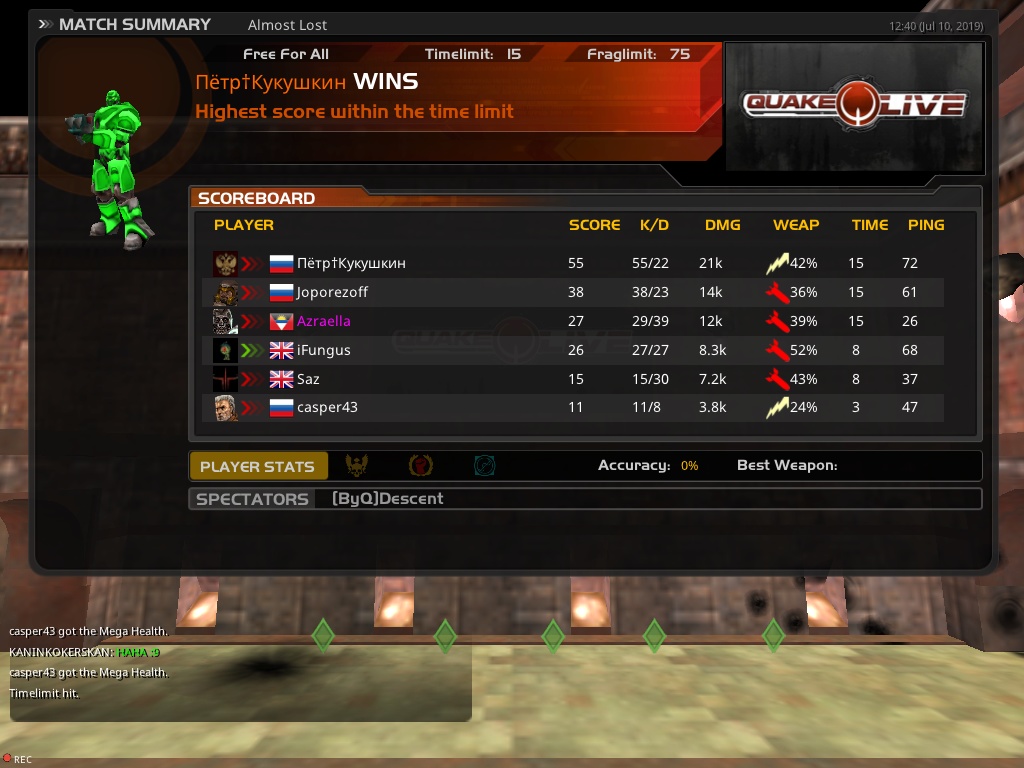 MATCH SUMMARY Almost Lost 12:40 (Jul 10, 2019)
Free For All Timelimit: 15 Fraglimit: 75
Пётр†Кукушкин WINS
Highest score within the time limit
QUAKE LIVE
SCOREBOARD
PLAYER SCORE K/D DMG WEAP TIME PING
Пётр†Кукушкин 55 55/22 21k 42% 15 72
Joporezoff 38 38/23 14k 36% 15 61
Azraella 27 29/39 12k 39% 15 26
iFungus 26 27/27 8.3k 52% 8 68
Saz 15 15/30 7.2k 43% 8 37
casper43 11 11/8 3.8k 24% 3 47
PLAYER STATS Accuracy: 0% Best Weapon:
SPECTATORS [ByQ]Descent
casper43 got the Mega Health.
KANINKOKERSKAN: HAHA :9
casper43 got the Mega Health.
Timelimit hit.
REC